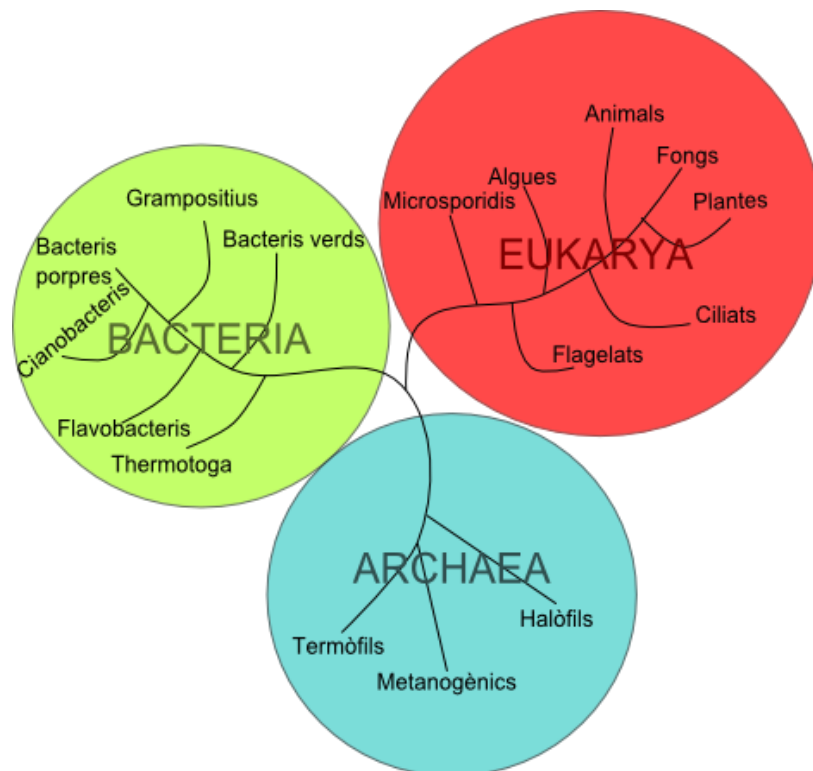 Animals
Fongs
Algues
Plantes
Microsporidis
EUKARYA
Ciliats
Flagelats
Grampositius
Bacteris verds
Bacteris
porpres
Cianobacteris
BACTERIA
Flavobacteris
Thermotoga
ARCHAEA
Halòfils
Termòfils
Metanogènics